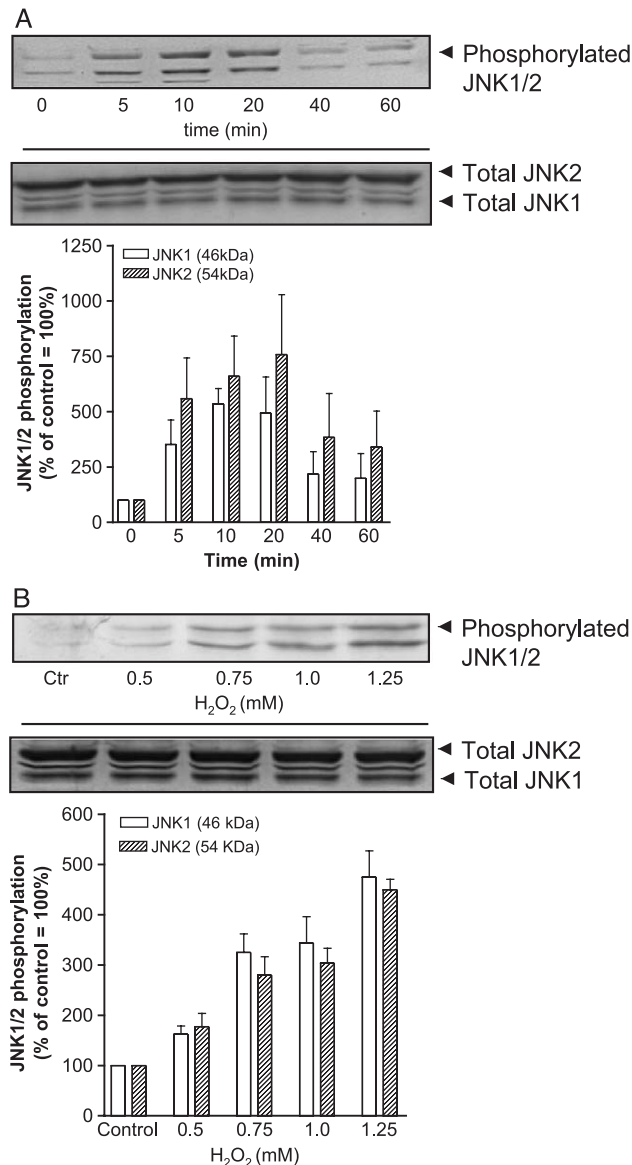 A
◄ Phosphorylated
JNK1/2
0 5 10 20 40 60
time (min)
◄ Total JNK2
◄ Total JNK1
JNK1/2 phosphorylation
(% of control = 100%)
1250
1000
750
500
250
0
JNK1 (46kDa)
JNK2 (54kDa)
0 5 10 20 40 60
Time (min)
B
◄ Phosphorylated
JNK1/2
Ctr 0.5 0.75 1.0 1.25
H₂O₂ (mM)
◄ Total JNK2
◄ Total JNK1
JNK1/2 phosphorylation
(% of control = 100%)
600
500
400
300
200
100
0
JNK1 (46 kDa)
JNK2 (54 KDa)
Control 0.5 0.75 1.0 1.25
H₂O₂ (mM)